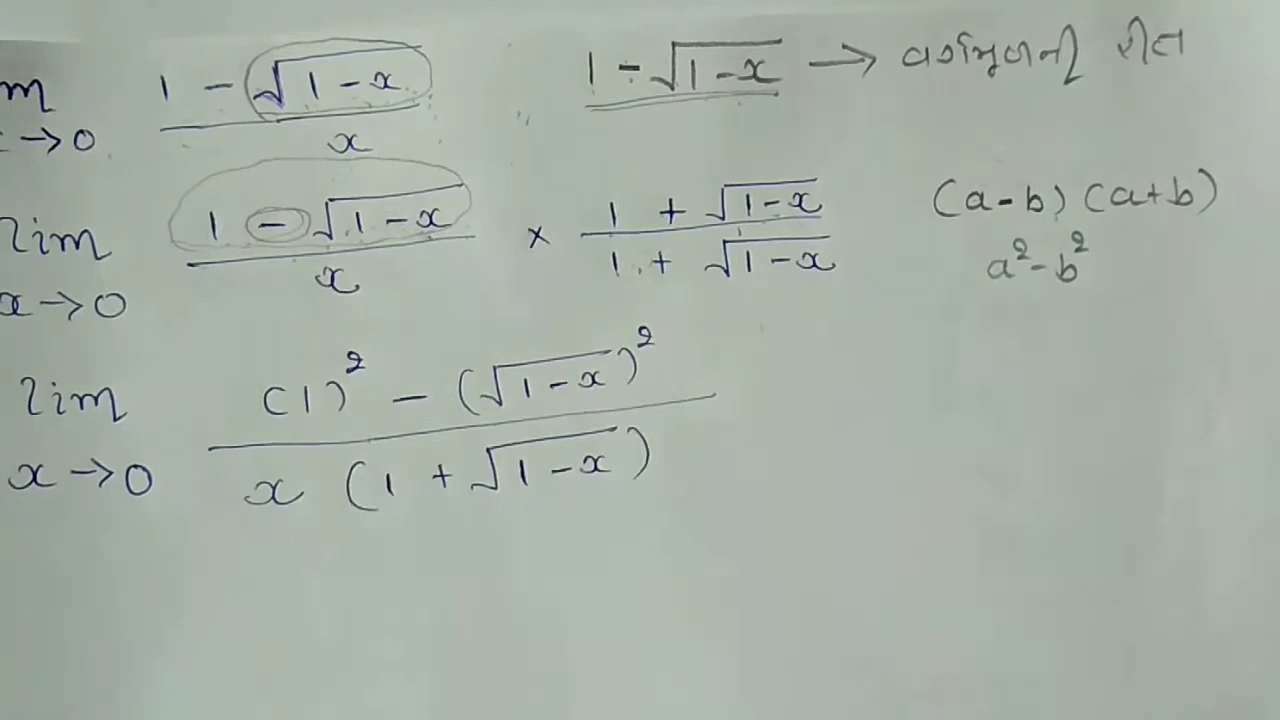 lim x→0 (1 - √(1-x)) / x
1 - √(1-x) → વર્ગમુળની રીત
lim x→0 (1 - √(1-x)) / x × (1 + √(1-x)) / (1 + √(1-x))
(a-b) (a+b)
a² - b²
lim x→0 ((1)² - (√(1-x))²) / (x (1 + √(1-x)))